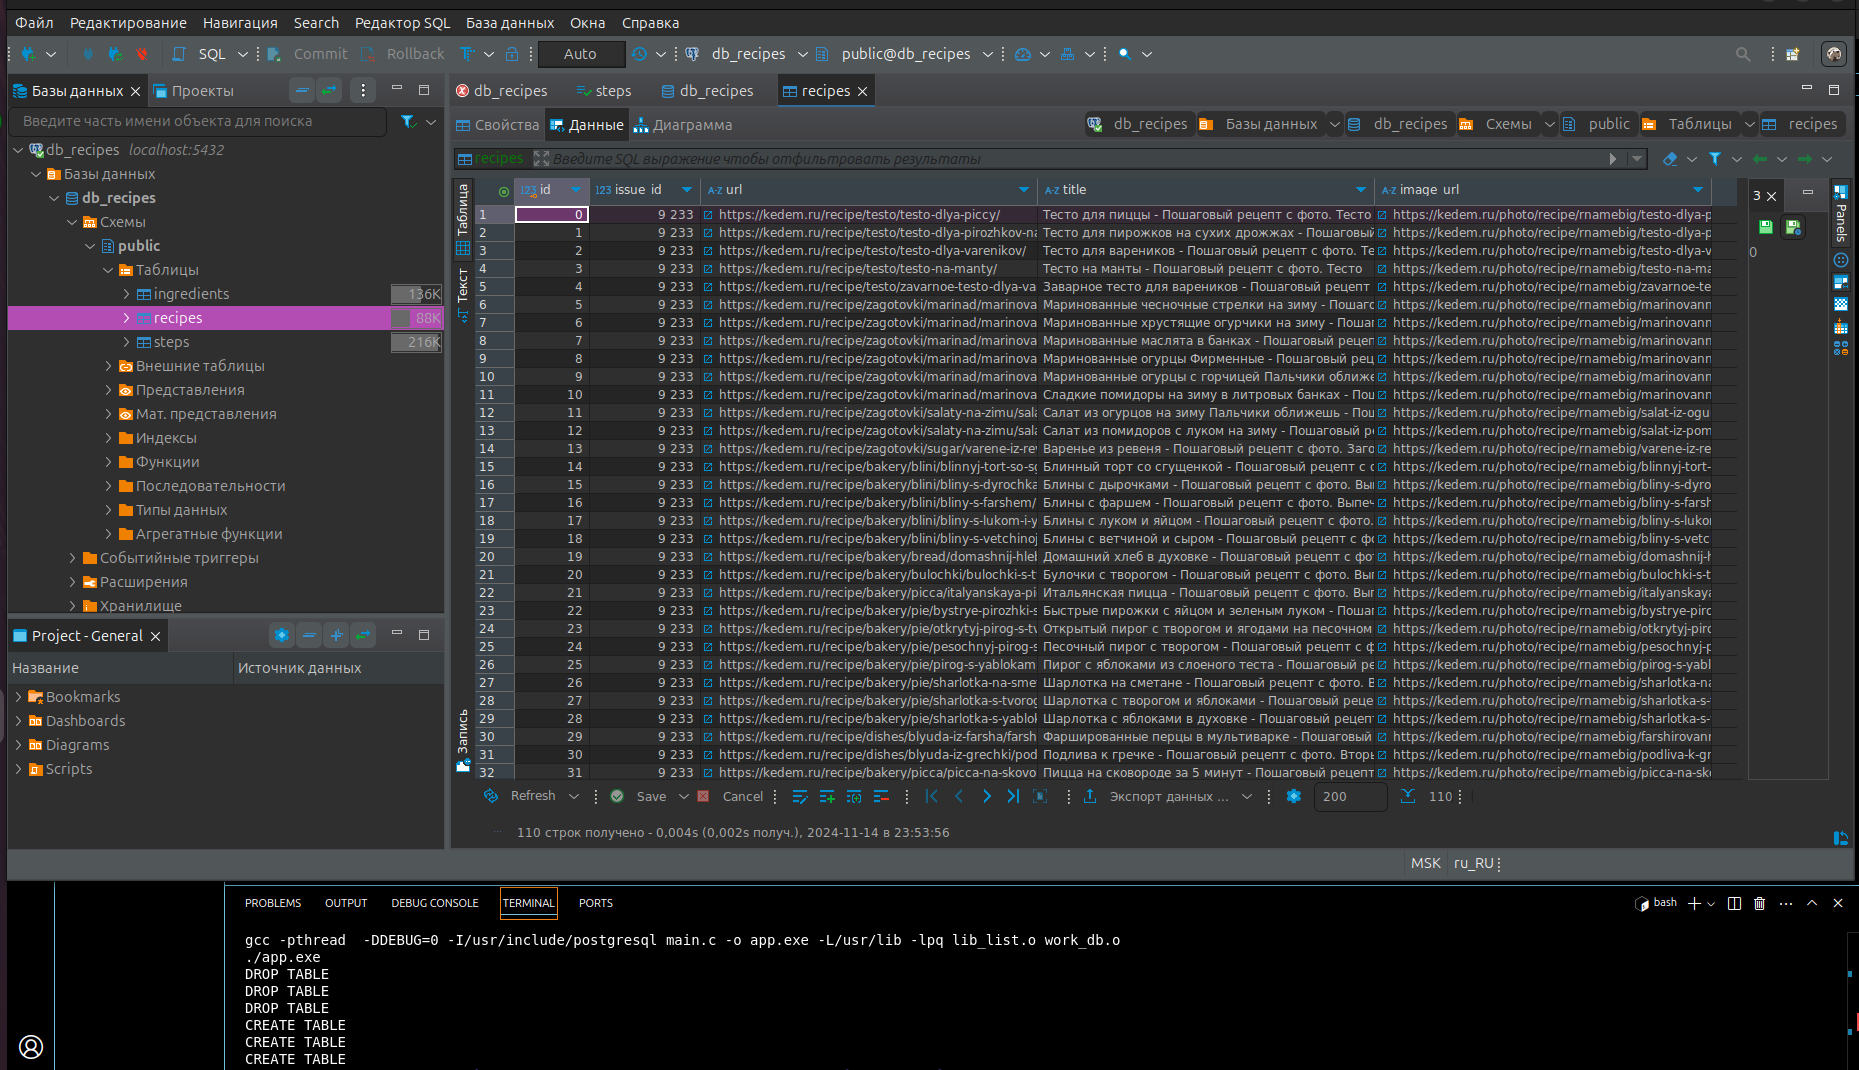 Файл Редактирование Навигация Search Редактор SQL База данных Окна Справка
SQL Commit Rollback Auto db_recipes public@db_recipes
Базы данных Проекты
Введите часть имени объекта для поиска
db_recipes localhost:5432
Базы данных
db_recipes
Схемы
public
Таблицы
ingredients 136K
recipes 88K
steps 216K
Внешние таблицы
Представления
Мат. представления
Индексы
Функции
Последовательности
Типы данных
Агрегатные функции
Событийные триггеры
Расширения
Хранилище
Project - General
Название Источник данных
Bookmarks
Dashboards
Diagrams
Scripts
db_recipes steps db_recipes recipes
Свойства Данные Диаграмма db_recipes Базы данных db_recipes Схемы public Таблицы recipes
recipes Введите SQL выражение чтобы отфильтровать результаты
Таблица
Текст
Запись
123 id 123 issue_id A-Z url A-Z title A-Z image_url
1 0 9 233 https://kedem.ru/recipe/testo/testo-dlya-piccy/ Тесто для пиццы - Пошаговый рецепт с фото. Тесто https://kedem.ru/photo/recipe/rnamebig/testo-dlya-p
2 1 9 233 https://kedem.ru/recipe/testo/testo-dlya-pirozhkov-na Тесто для пирожков на сухих дрожжах - Пошаговый https://kedem.ru/photo/recipe/rnamebig/testo-dlya-p
3 2 9 233 https://kedem.ru/recipe/testo/testo-dlya-varenikov/ Тесто для вареников - Пошаговый рецепт с фото. Те https://kedem.ru/photo/recipe/rnamebig/testo-dlya-v
4 3 9 233 https://kedem.ru/recipe/testo/testo-na-manty/ Тесто на манты - Пошаговый рецепт с фото. Тесто https://kedem.ru/photo/recipe/rnamebig/testo-na-ma
5 4 9 233 https://kedem.ru/recipe/testo/zavarnoe-testo-dlya-va Заварное тесто для вареников - Пошаговый рецепт https://kedem.ru/photo/recipe/rnamebig/zavarnoe-te
6 5 9 233 https://kedem.ru/recipe/zagotovki/marinad/marinova Маринованные чесночные стрелки на зиму - Пошаго https://kedem.ru/photo/recipe/rnamebig/marinovann
7 6 9 233 https://kedem.ru/recipe/zagotovki/marinad/marinova Маринованные хрустящие огурчики на зиму - Пошаг https://kedem.ru/photo/recipe/rnamebig/marinovann
8 7 9 233 https://kedem.ru/recipe/zagotovki/marinad/marinova Маринованные маслята в банках - Пошаговый рецеп https://kedem.ru/photo/recipe/rnamebig/marinovann
9 8 9 233 https://kedem.ru/recipe/zagotovki/marinad/marinova Маринованные огурцы Фирменные - Пошаговый рец https://kedem.ru/photo/recipe/rnamebig/marinovann
10 9 9 233 https://kedem.ru/recipe/zagotovki/marinad/marinova Маринованные огурцы с горчицей Пальчики оближе https://kedem.ru/photo/recipe/rnamebig/marinovann
11 10 9 233 https://kedem.ru/recipe/zagotovki/marinad/marinova Сладкие помидоры на зиму в литровых банках - Пош https://kedem.ru/photo/recipe/rnamebig/marinovann
12 11 9 233 https://kedem.ru/recipe/zagotovki/salaty-na-zimu/sala Салат из огурцов на зиму Пальчики оближешь - Пош https://kedem.ru/photo/recipe/rnamebig/salat-iz-ogu
13 12 9 233 https://kedem.ru/recipe/zagotovki/salaty-na-zimu/sala Салат из помидоров с луком на зиму - Пошаговый р https://kedem.ru/photo/recipe/rnamebig/salat-iz-pom
14 13 9 233 https://kedem.ru/recipe/zagotovki/sugar/varene-iz-rev Варенье из ревеня - Пошаговый рецепт с фото. Заго https://kedem.ru/photo/recipe/rnamebig/varene-iz-re
15 14 9 233 https://kedem.ru/recipe/bakery/blini/blinnyj-tort-so-sg Блинный торт со сгущенкой - Пошаговый рецепт с с https://kedem.ru/photo/recipe/rnamebig/blinnyj-tort-
16 15 9 233 https://kedem.ru/recipe/bakery/blini/bliny-s-dyrochka Блины с дырочками - Пошаговый рецепт с фото. Вып https://kedem.ru/photo/recipe/rnamebig/bliny-s-dyro
17 16 9 233 https://kedem.ru/recipe/bakery/blini/bliny-s-farshem/ Блины с фаршем - Пошаговый рецепт с фото. Выпеч https://kedem.ru/photo/recipe/rnamebig/bliny-s-farsh
18 17 9 233 https://kedem.ru/recipe/bakery/blini/bliny-s-lukom-i-y Блины с луком и яйцом - Пошаговый рецепт с фото. https://kedem.ru/photo/recipe/rnamebig/bliny-s-lukom
19 18 9 233 https://kedem.ru/recipe/bakery/blini/bliny-s-vetchinoj Блины с ветчиной и сыром - Пошаговый рецепт с фо https://kedem.ru/photo/recipe/rnamebig/bliny-s-vetc
20 19 9 233 https://kedem.ru/recipe/bakery/bread/domashnij-hleb Домашний хлеб в духовке - Пошаговый рецепт с фот https://kedem.ru/photo/recipe/rnamebig/domashnij-h
21 20 9 233 https://kedem.ru/recipe/bakery/bulochki/bulochki-s-t Булочки с творогом - Пошаговый рецепт с фото. Вып https://kedem.ru/photo/recipe/rnamebig/bulochki-s-t
22 21 9 233 https://kedem.ru/recipe/bakery/picca/italyanskaya-pi Итальянская пицца - Пошаговый рецепт с фото. Вып https://kedem.ru/photo/recipe/rnamebig/italyanskaya
23 22 9 233 https://kedem.ru/recipe/bakery/pie/bystrye-pirozhki-s Быстрые пирожки с яйцом и зеленым луком - Пошаг https://kedem.ru/photo/recipe/rnamebig/bystrye-piro
24 23 9 233 https://kedem.ru/recipe/bakery/pie/otkrytyj-pirog-s-tv Открытый пирог с творогом и ягодами на песочном https://kedem.ru/photo/recipe/rnamebig/otkrytyj-piro
25 24 9 233 https://kedem.ru/recipe/bakery/pie/pesochnyj-pirog-s Песочный пирог с творогом - Пошаговый рецепт с ф https://kedem.ru/photo/recipe/rnamebig/pesochnyj-p
26 25 9 233 https://kedem.ru/recipe/bakery/pie/pirog-s-yablokam Пирог с яблоками из слоеного теста - Пошаговый ре https://kedem.ru/photo/recipe/rnamebig/pirog-s-yabl
27 26 9 233 https://kedem.ru/recipe/bakery/pie/sharlotka-na-sme Шарлотка на сметане - Пошаговый рецепт с фото. В https://kedem.ru/photo/recipe/rnamebig/sharlotka-na
28 27 9 233 https://kedem.ru/recipe/bakery/pie/sharlotka-s-tvorog Шарлотка с творогом и яблоками - Пошаговый реце https://kedem.ru/photo/recipe/rnamebig/sharlotka-s-
29 28 9 233 https://kedem.ru/recipe/bakery/pie/sharlotka-s-yablok Шарлотка с яблоками в духовке - Пошаговый рецепт https://kedem.ru/photo/recipe/rnamebig/sharlotka-s-
30 29 9 233 https://kedem.ru/recipe/dishes/blyuda-iz-farsha/farsh Фаршированные перцы в мультиварке - Пошаговый https://kedem.ru/photo/recipe/rnamebig/farshirovann
31 30 9 233 https://kedem.ru/recipe/dishes/blyuda-iz-grechki/pod Подлива к гречке - Пошаговый рецепт с фото. Вторы https://kedem.ru/photo/recipe/rnamebig/podliva-k-gr
32 31 9 233 https://kedem.ru/recipe/bakery/picca/picca-na-skovo Пицца на сковороде за 5 минут - Пошаговый рецепт https://kedem.ru/photo/recipe/rnamebig/picca-na-sko
3
0
Panels
Refresh Save Cancel Экспорт данных ... 200 110
110 строк получено - 0,004s (0,002s получ.), 2024-11-14 в 23:53:56
MSK ru_RU
PROBLEMS OUTPUT DEBUG CONSOLE TERMINAL PORTS bash
gcc -pthread -DDEBUG=0 -I/usr/include/postgresql main.c -o app.exe -L/usr/lib -lpq lib_list.o work_db.o
./app.exe
DROP TABLE
DROP TABLE
DROP TABLE
CREATE TABLE
CREATE TABLE
CREATE TABLE